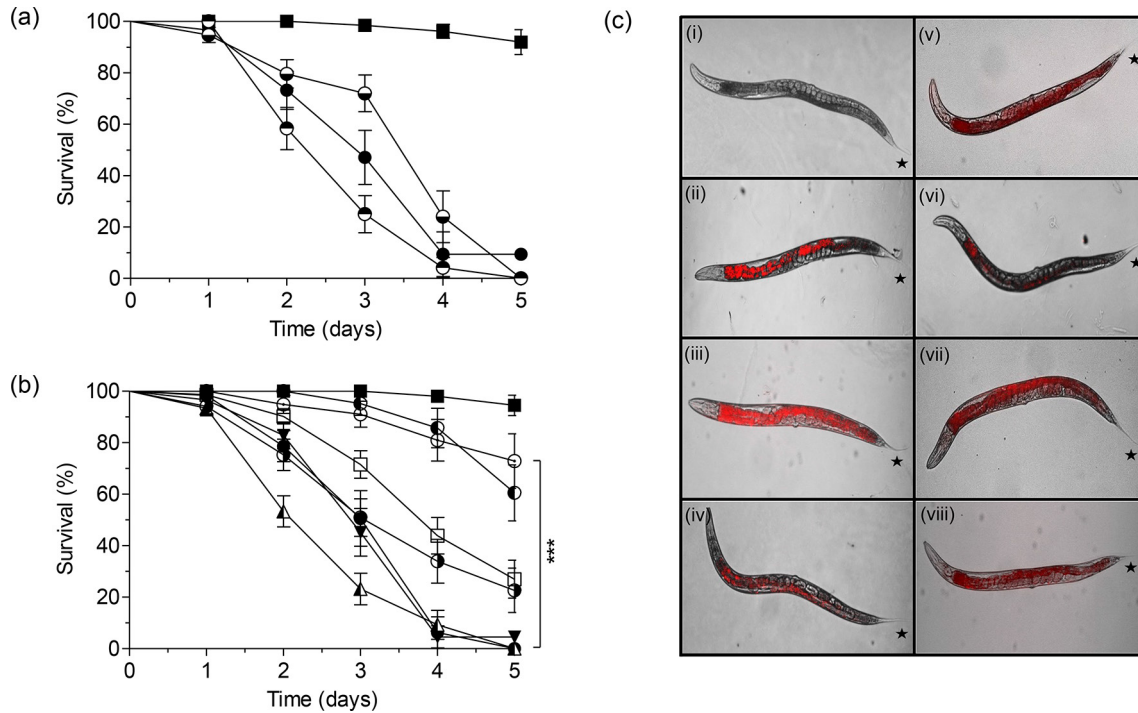 (a)
Survival (%)
100
80
60
40
20
0
0 1 2 3 4 5
Time (days)
(b)
Survival (%)
100
80
60
40
20
0
***
0 1 2 3 4 5
Time (days)
(c)
(i)
(v)
(ii)
(vi)
(iii)
(vii)
(iv)
(viii)